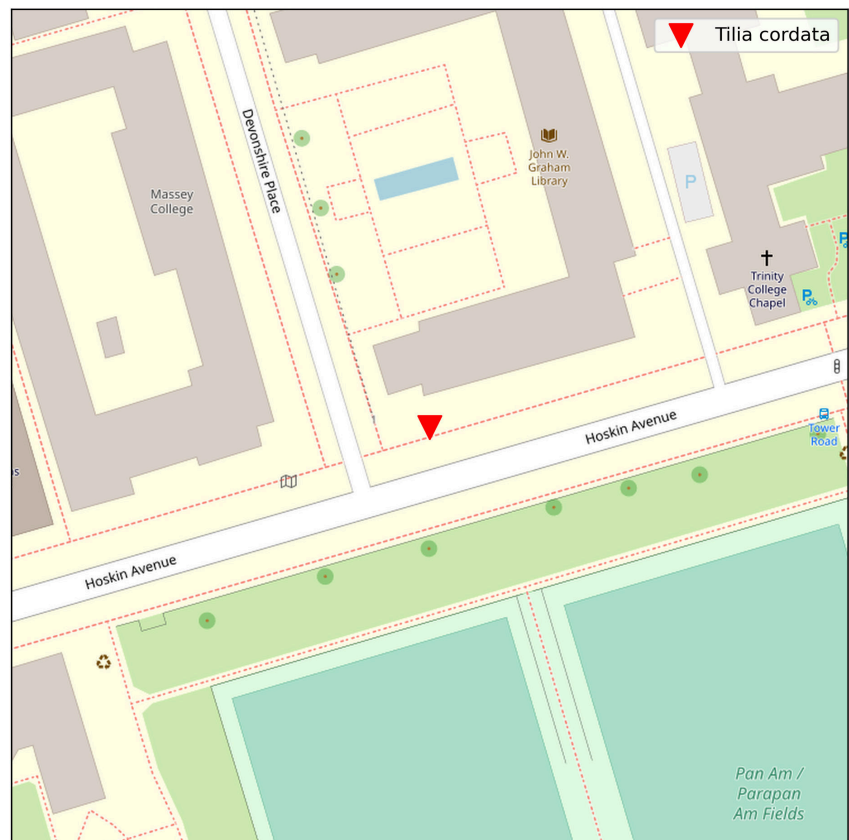 Tilia cordata
Devonshire Place
John W.
Graham
Library
P
Massey
College
P
Trinity
College
Chapel
P
Hoskin Avenue
Tower
Road
s
Hoskin Avenue
Pan Am /
Parapan
Am Fields